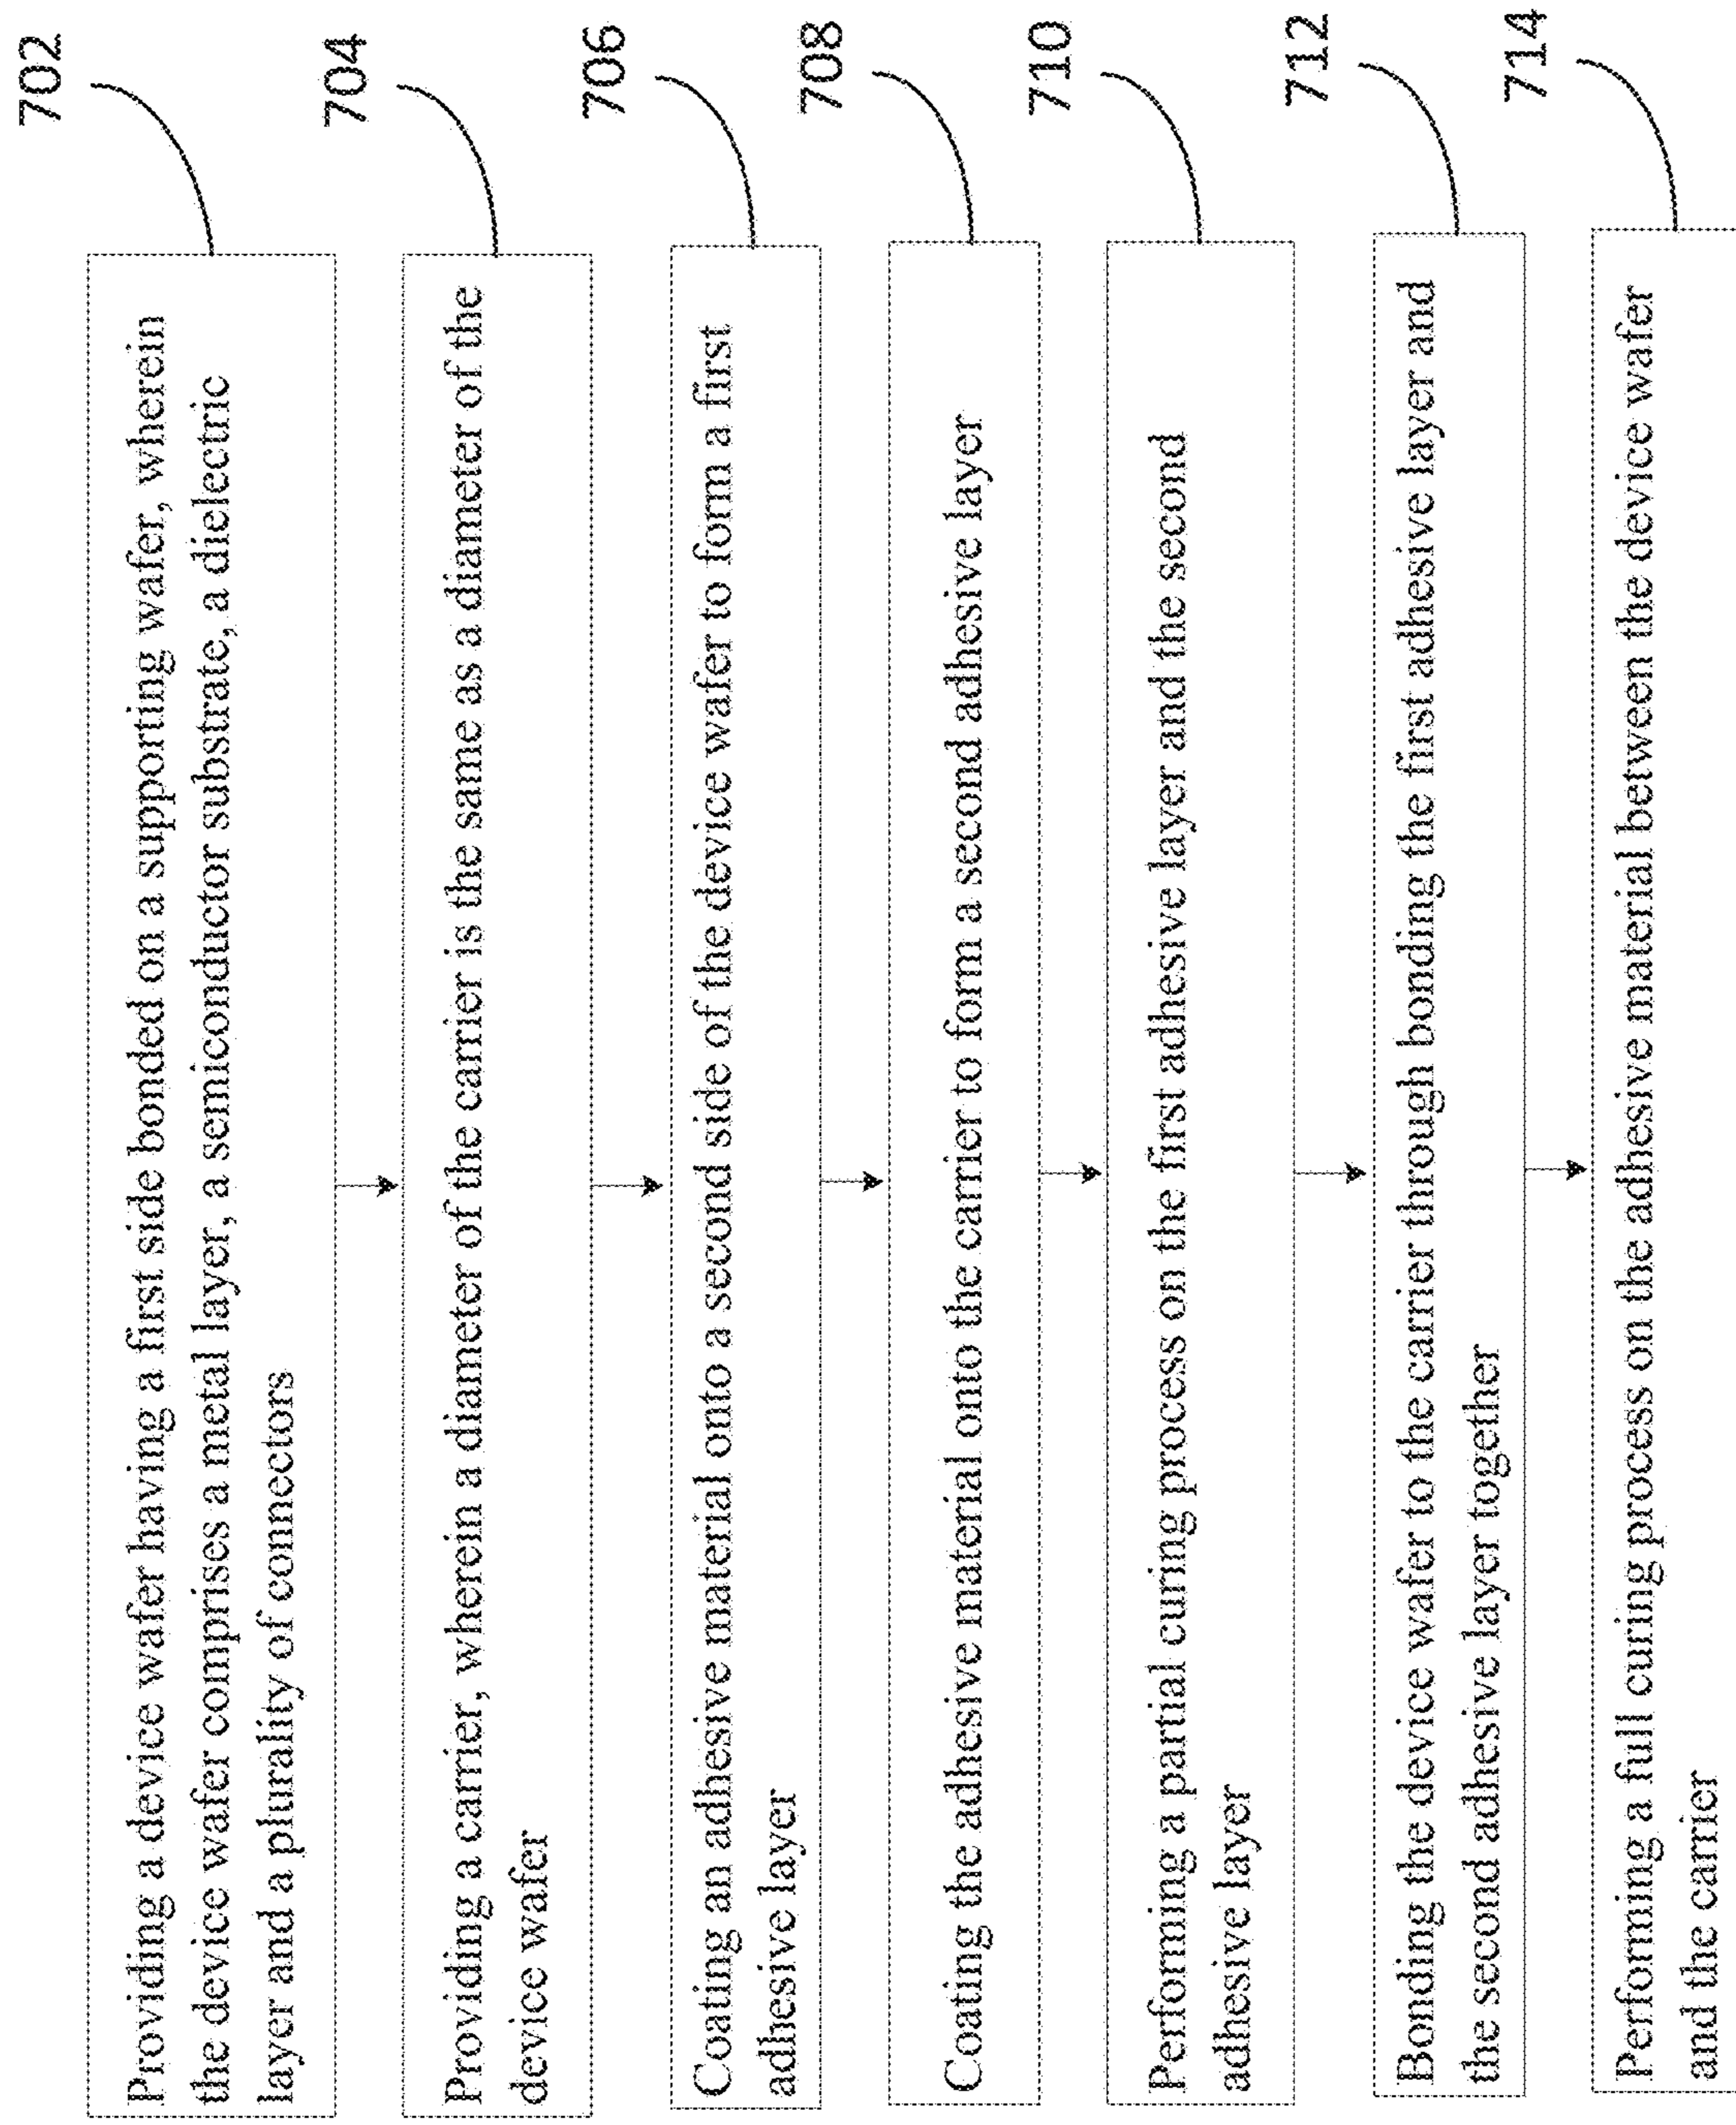 702
Providing a device wafer having a first side bonded on a supporting wafer, wherein
the device wafer comprises a metal layer, a semiconductor substrate, a dielectric
layer and a plurality of connectors
704
Providing a carrier, wherein a diameter of the carrier is the same as a diameter of the
device wafer
706
Coating an adhesive material onto a second side of the device wafer to form a first
adhesive layer
708
Coating the adhesive material onto the carrier to form a second adhesive layer
710
Performing a partial curing process on the first adhesive layer and the second
adhesive layer
712
Bonding the device wafer to the carrier through bonding the first adhesive layer and
the second adhesive layer together
714
Performing a full curing process on the adhesive material between the device wafer
and the carrier